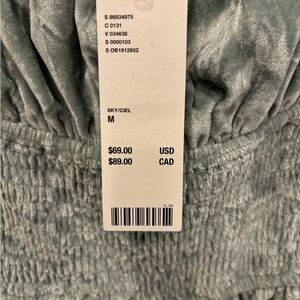 S 86834975
C 0131
V 034638
S 0000103
S OB1912652
SKY/CIEL
M
$69.00 USD
$89.00 CAD